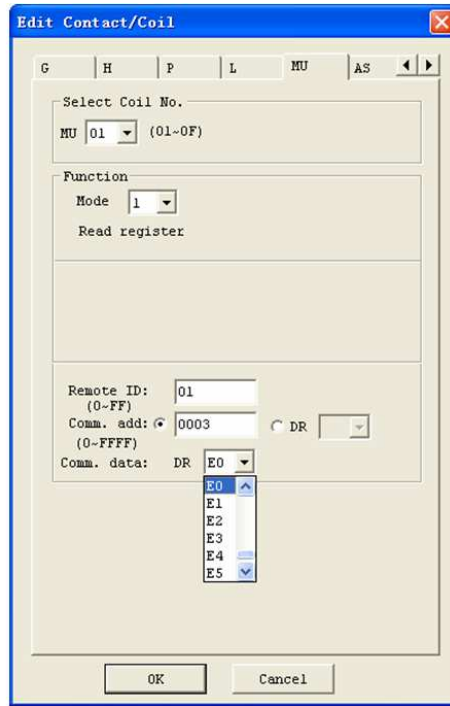 Edit Contact/Coil
G H P L MU AS
Select Coil No.
MU 01 (01~0F)
Function
Mode 1
Read register
Remote ID: 01
(0~FF)
Comm. add: 0003 DR
(0~FFFF)
Comm. data: DR E0
E0
E1
E2
E3
E4
E5
OK Cancel